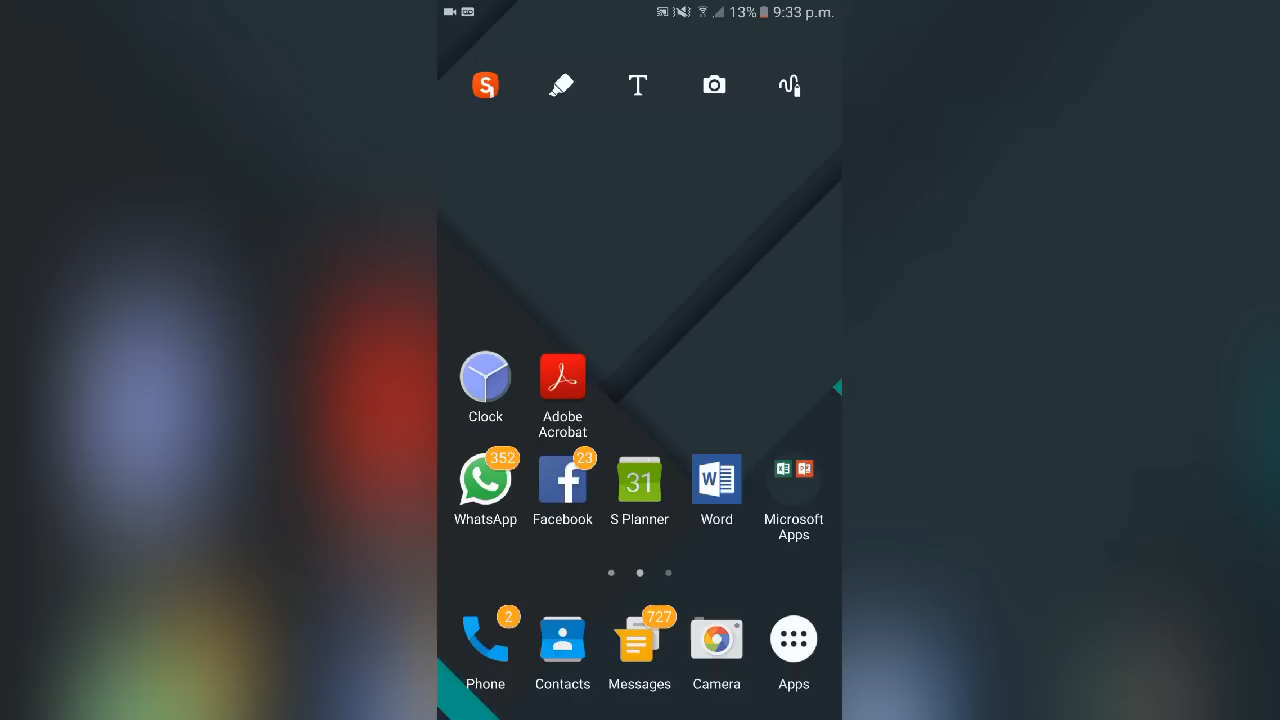 13% 9:33 p.m.
S T
Clock Adobe
Acrobat
352 23
31 W
WhatsApp Facebook S Planner Word Microsoft
Apps
2 727
Phone Contacts Messages Camera Apps